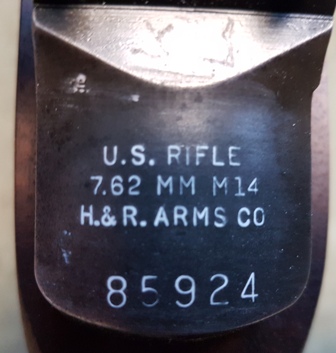 U.S. RIFLE
7.62 MM M14
H.& R. ARMS CO
85924